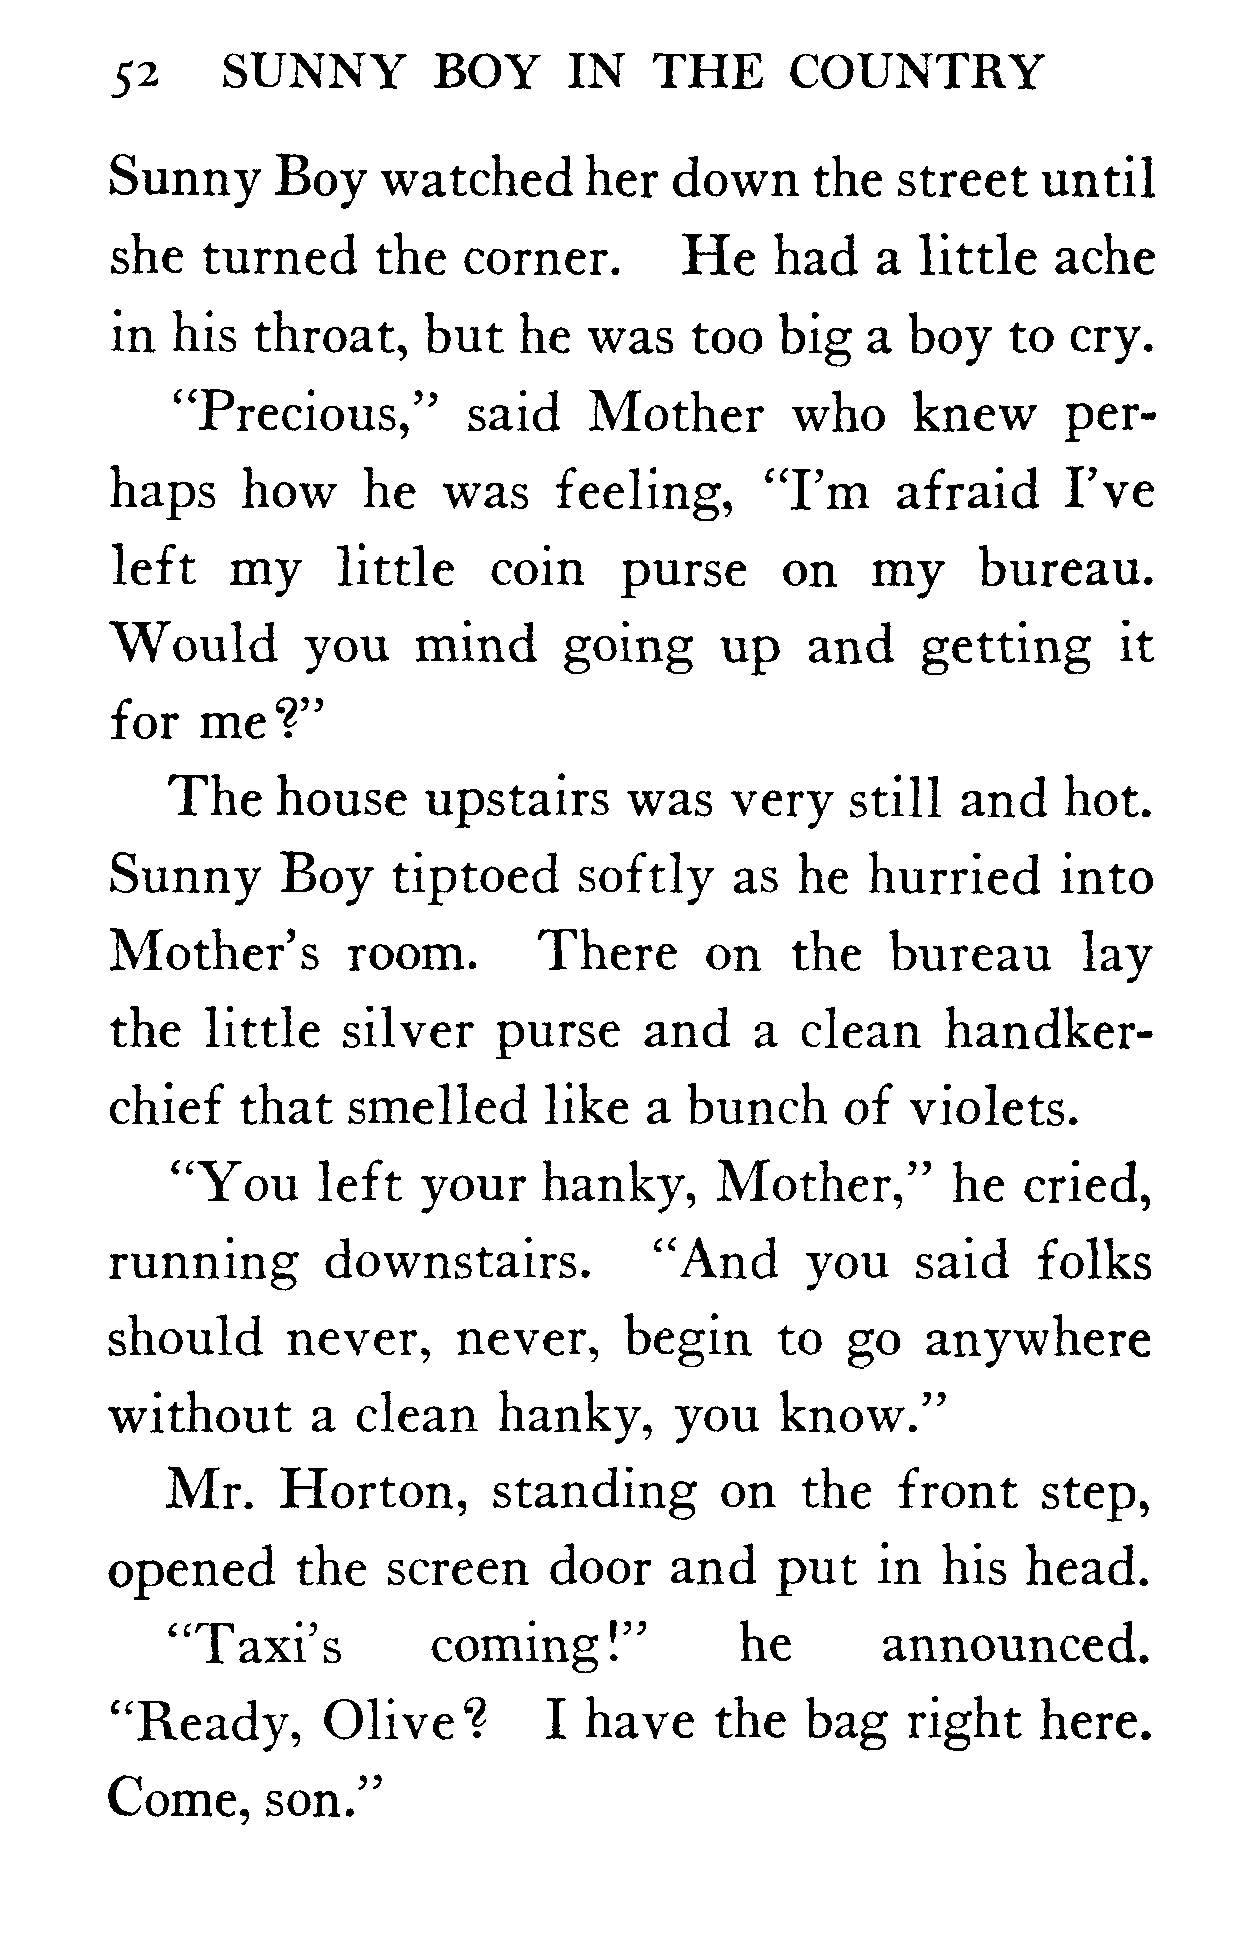 52 SUNNY BOY IN THE COUNTRY
Sunny Boy watched her down the street until
she turned the corner. He had a little ache
in his throat, but he was too big a boy to cry.
“Precious,” said Mother who knew per-
haps how he was feeling, “I’m afraid I’ve
left my little coin purse on my bureau.
Would you mind going up and getting it
for me?”
The house upstairs was very still and hot.
Sunny Boy tiptoed softly as he hurried into
Mother’s room. There on the bureau lay
the little silver purse and a clean handker-
chief that smelled like a bunch of violets.
“You left your hanky, Mother,” he cried,
running downstairs. “And you said folks
should never, never, begin to go anywhere
without a clean hanky, you know.”
Mr. Horton, standing on the front step,
opened the screen door and put in his head.
“Taxi’s coming!” he announced.
“Ready, Olive? I have the bag right here.
Come, son.”